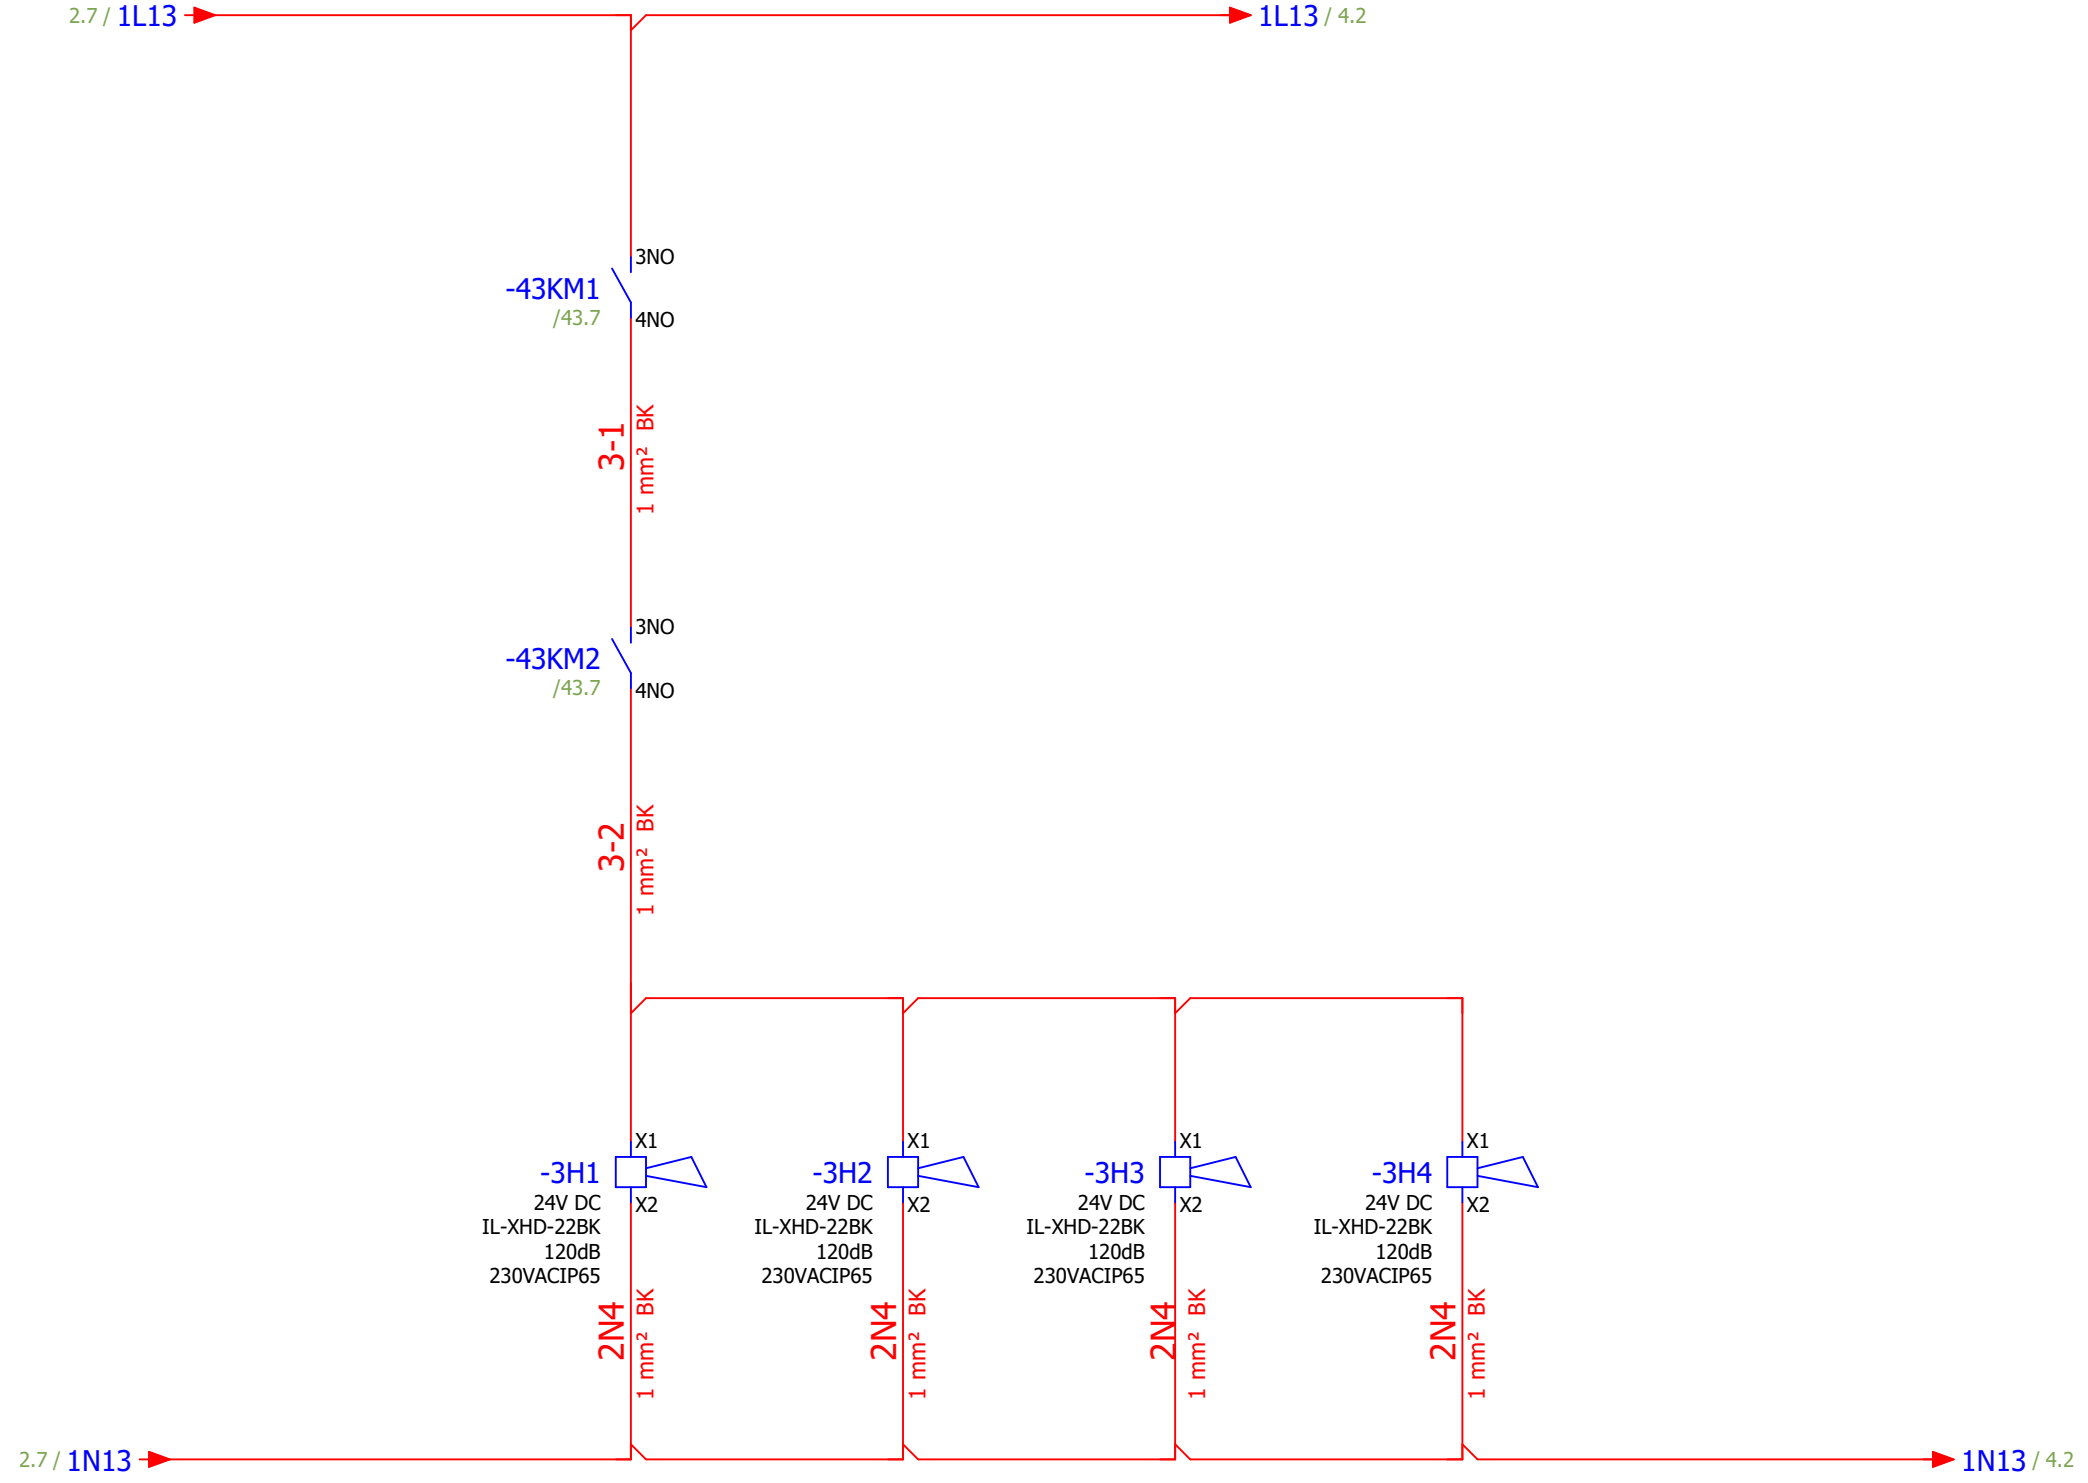 2.7 / 1L13
1L13 / 4.2
3NO
-43KM1
/43.7
4NO
3-1
1 mm² BK
3NO
-43KM2
/43.7
4NO
3-2
1 mm² BK
X1
-3H1
24V DC
X2
IL-XHD-22BK
120dB
230VACIP65
2N4
1 mm² BK
X1
-3H2
24V DC
X2
IL-XHD-22BK
120dB
230VACIP65
2N4
1 mm² BK
X1
-3H3
24V DC
X2
IL-XHD-22BK
120dB
230VACIP65
2N4
1 mm² BK
X1
-3H4
24V DC
X2
IL-XHD-22BK
120dB
230VACIP65
2N4
1 mm² BK
2.7 / 1N13
1N13 / 4.2